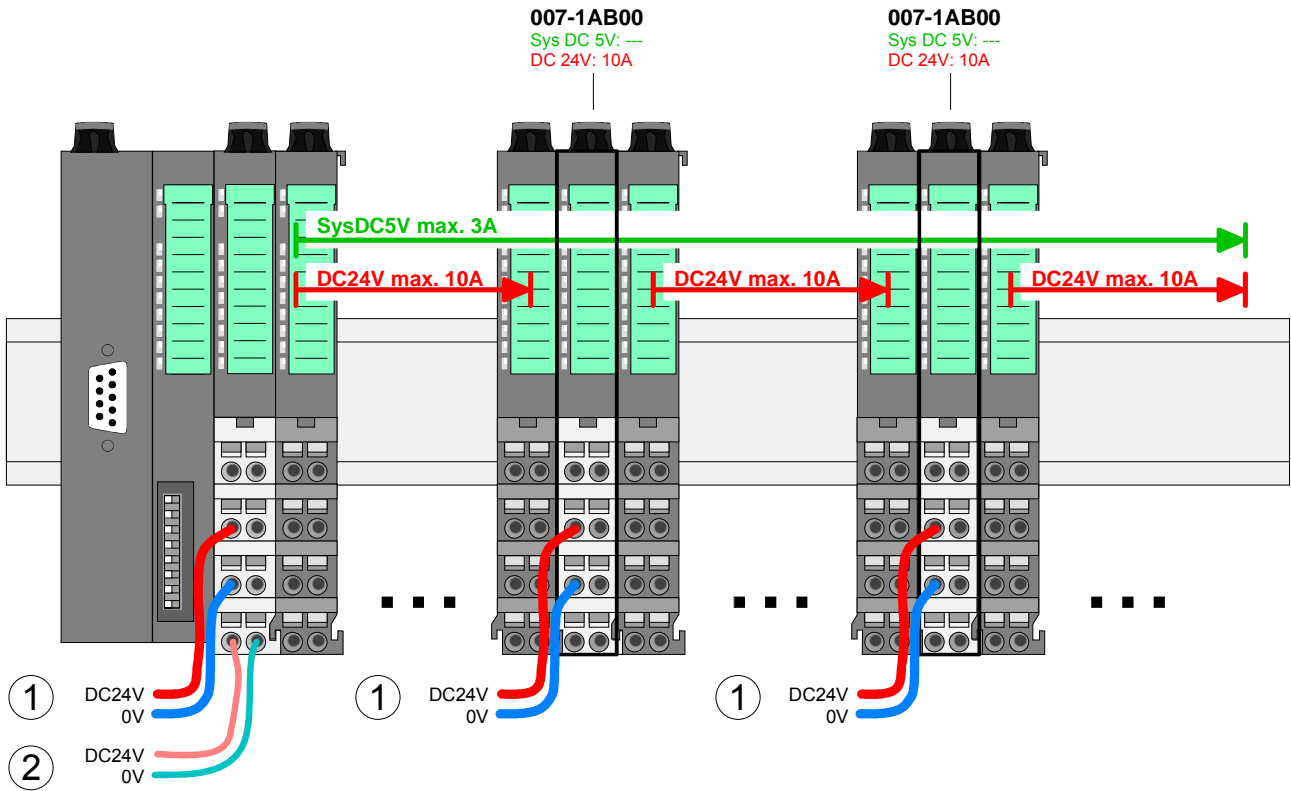 007-1AB00
Sys DC 5V: ---
DC 24V: 10A
007-1AB00
Sys DC 5V: ---
DC 24V: 10A
SysDC5V max. 3A
DC24V max. 10A
DC24V max. 10A
DC24V max. 10A
1
DC24V
0V
1
DC24V
0V
1
DC24V
0V
2
DC24V
0V